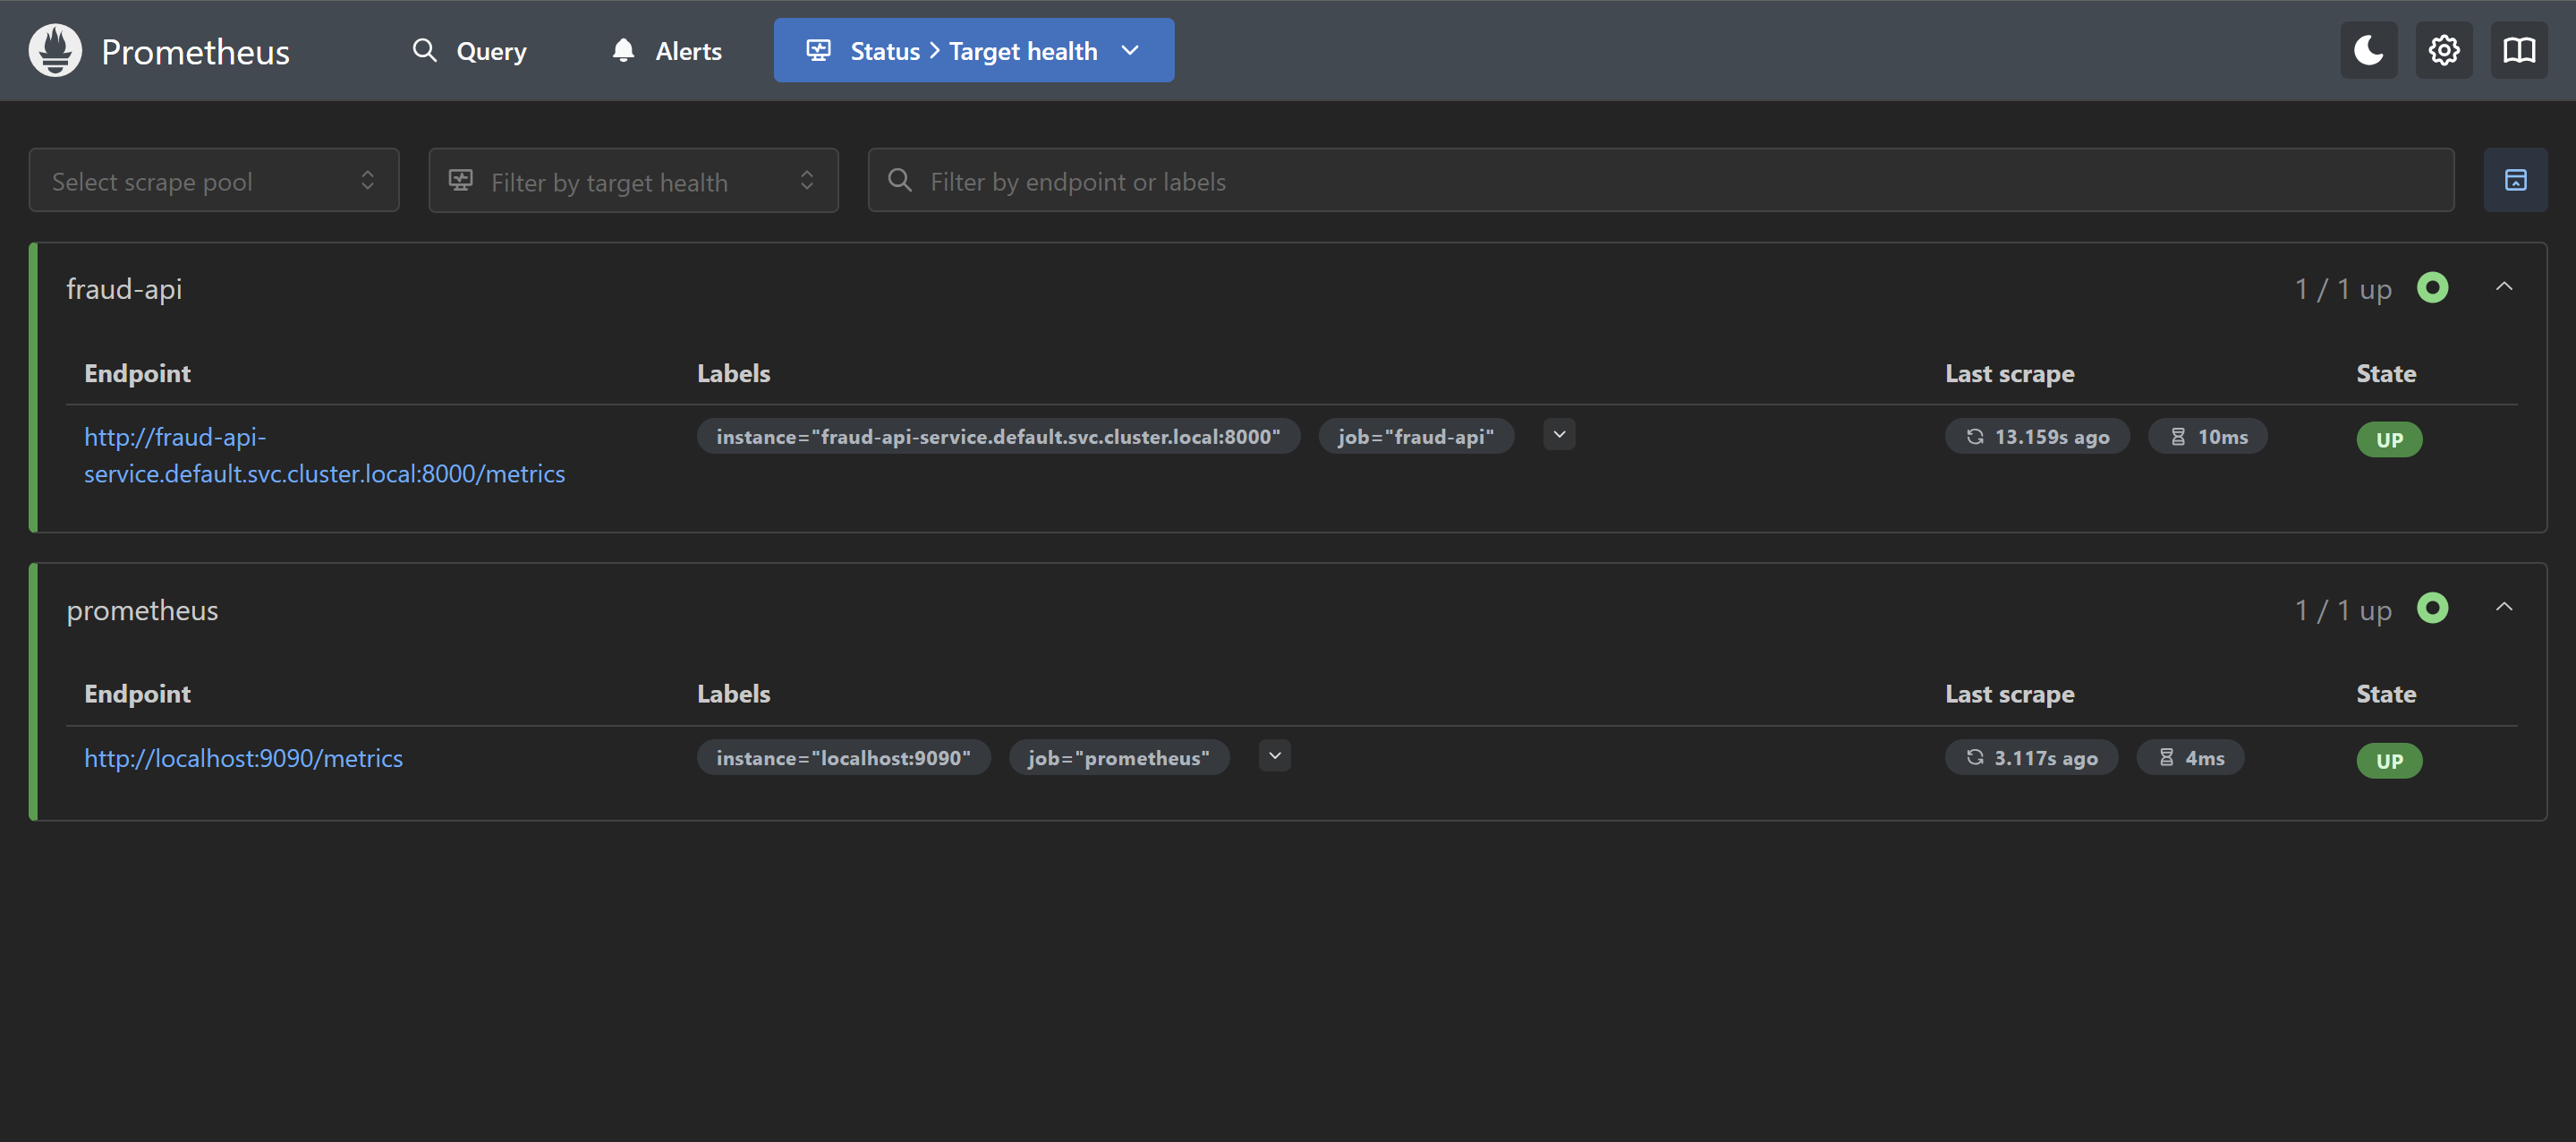 Prometheus
Query
Alerts
Status > Target health
Select scrape pool
Filter by target health
Filter by endpoint or labels
fraud-api
1 / 1 up
Endpoint
Labels
Last scrape
State
http://fraud-api-
service.default.svc.cluster.local:8000/metrics
instance="fraud-api-service.default.svc.cluster.local:8000"
job="fraud-api"
13.159s ago
10ms
UP
prometheus
1 / 1 up
Endpoint
Labels
Last scrape
State
http://localhost:9090/metrics
instance="localhost:9090"
job="prometheus"
3.117s ago
4ms
UP